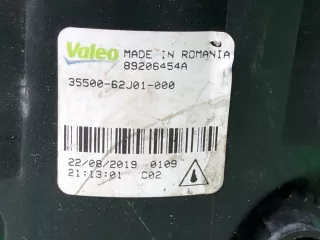 Valeo MADE IN ROMANIA
89206454A
35500-62J01-000
22/08/2019 0109
21:13:01 C02